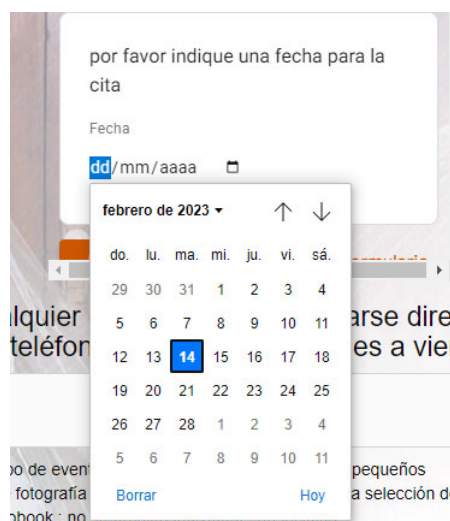 por favor indique una fecha para la
cita
Fecha
dd/mm/aaaa
febrero de 2023
do. lu. ma. mi. ju. vi. sá.
29 30 31 1 2 3 4
5 6 7 8 9 10 11
12 13 14 15 16 17 18
19 20 21 22 23 24 25
26 27 28 1 2 3 4
5 6 7 8 9 10 11
Borrar Hoy
lquier arse dire
teléfon es a vie
po de even pequeños
fotografía a selección d